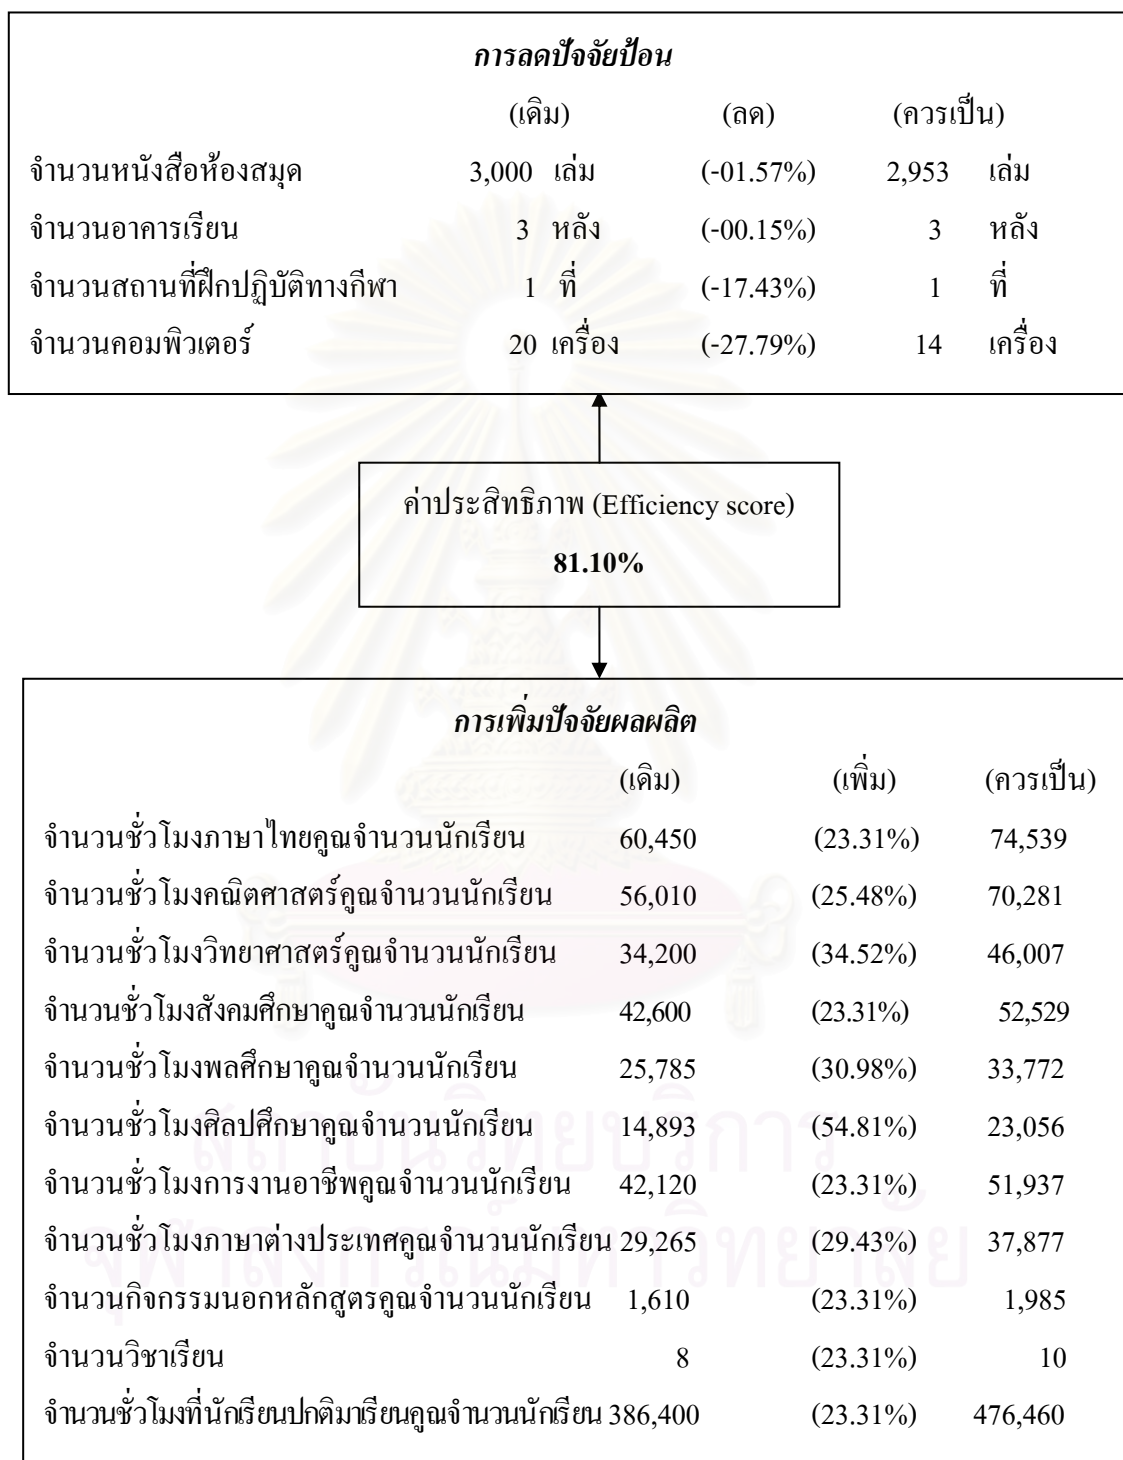 การลดปัจจัยป้อน
(เดิม) (ลด) (ควรเป็น)
จำนวนหนังสือห้องสมุด 3,000 เล่ม (-01.57%) 2,953 เล่ม
จำนวนอาคารเรียน 3 หลัง (-00.15%) 3 หลัง
จำนวนสถานที่ฝึกปฏิบัติทางกีฬา 1 ที่ (-17.43%) 1 ที่
จำนวนคอมพิวเตอร์ 20 เครื่อง (-27.79%) 14 เครื่อง
ค่าประสิทธิภาพ (Efficiency score)
81.10%
การเพิ่มปัจจัยผลผลิต
(เดิม) (เพิ่ม) (ควรเป็น)
จำนวนชั่วโมงภาษาไทยคูณจำนวนนักเรียน 60,450 (23.31%) 74,539
จำนวนชั่วโมงคณิตศาสตร์คูณจำนวนนักเรียน 56,010 (25.48%) 70,281
จำนวนชั่วโมงวิทยาศาสตร์คูณจำนวนนักเรียน 34,200 (34.52%) 46,007
จำนวนชั่วโมงสังคมศึกษาคูณจำนวนนักเรียน 42,600 (23.31%) 52,529
จำนวนชั่วโมงพลศึกษาคูณจำนวนนักเรียน 25,785 (30.98%) 33,772
จำนวนชั่วโมงศิลปศึกษาคูณจำนวนนักเรียน 14,893 (54.81%) 23,056
จำนวนชั่วโมงการงานอาชีพคูณจำนวนนักเรียน 42,120 (23.31%) 51,937
จำนวนชั่วโมงภาษาต่างประเทศคูณจำนวนนักเรียน 29,265 (29.43%) 37,877
จำนวนกิจกรรมนอกหลักสูตรคูณจำนวนนักเรียน 1,610 (23.31%) 1,985
จำนวนวิชาเรียน 8 (23.31%) 10
จำนวนชั่วโมงที่นักเรียนปกติมาเรียนคูณจำนวนนักเรียน 386,400 (23.31%) 476,460
สถาบันวิทยบริการ
จุฬาลงกรณ์มหาวิทยาลัย